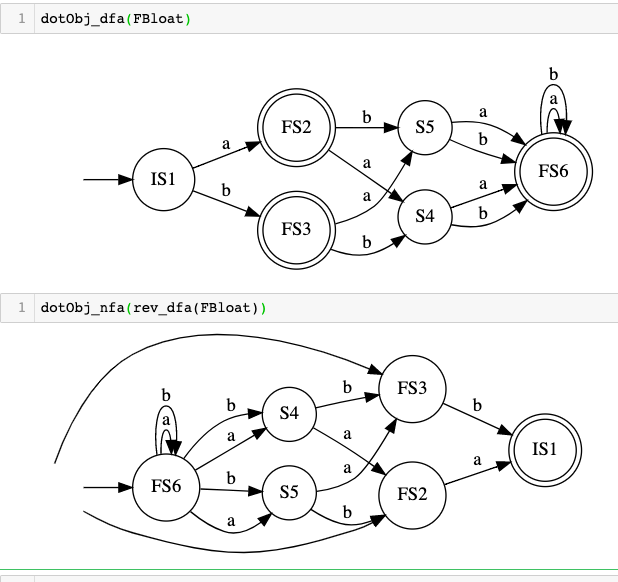 1 dotObj_dfa(FBloat)
b
a
FS2 b S5 a
a b FS6
IS1 a
b a a
FS3 S4 b
b
1 dotObj_nfa(rev_dfa(FBloat))
FS3
b b
b b S4 b
a a a IS1
FS6 b a a
S5 FS2
a b